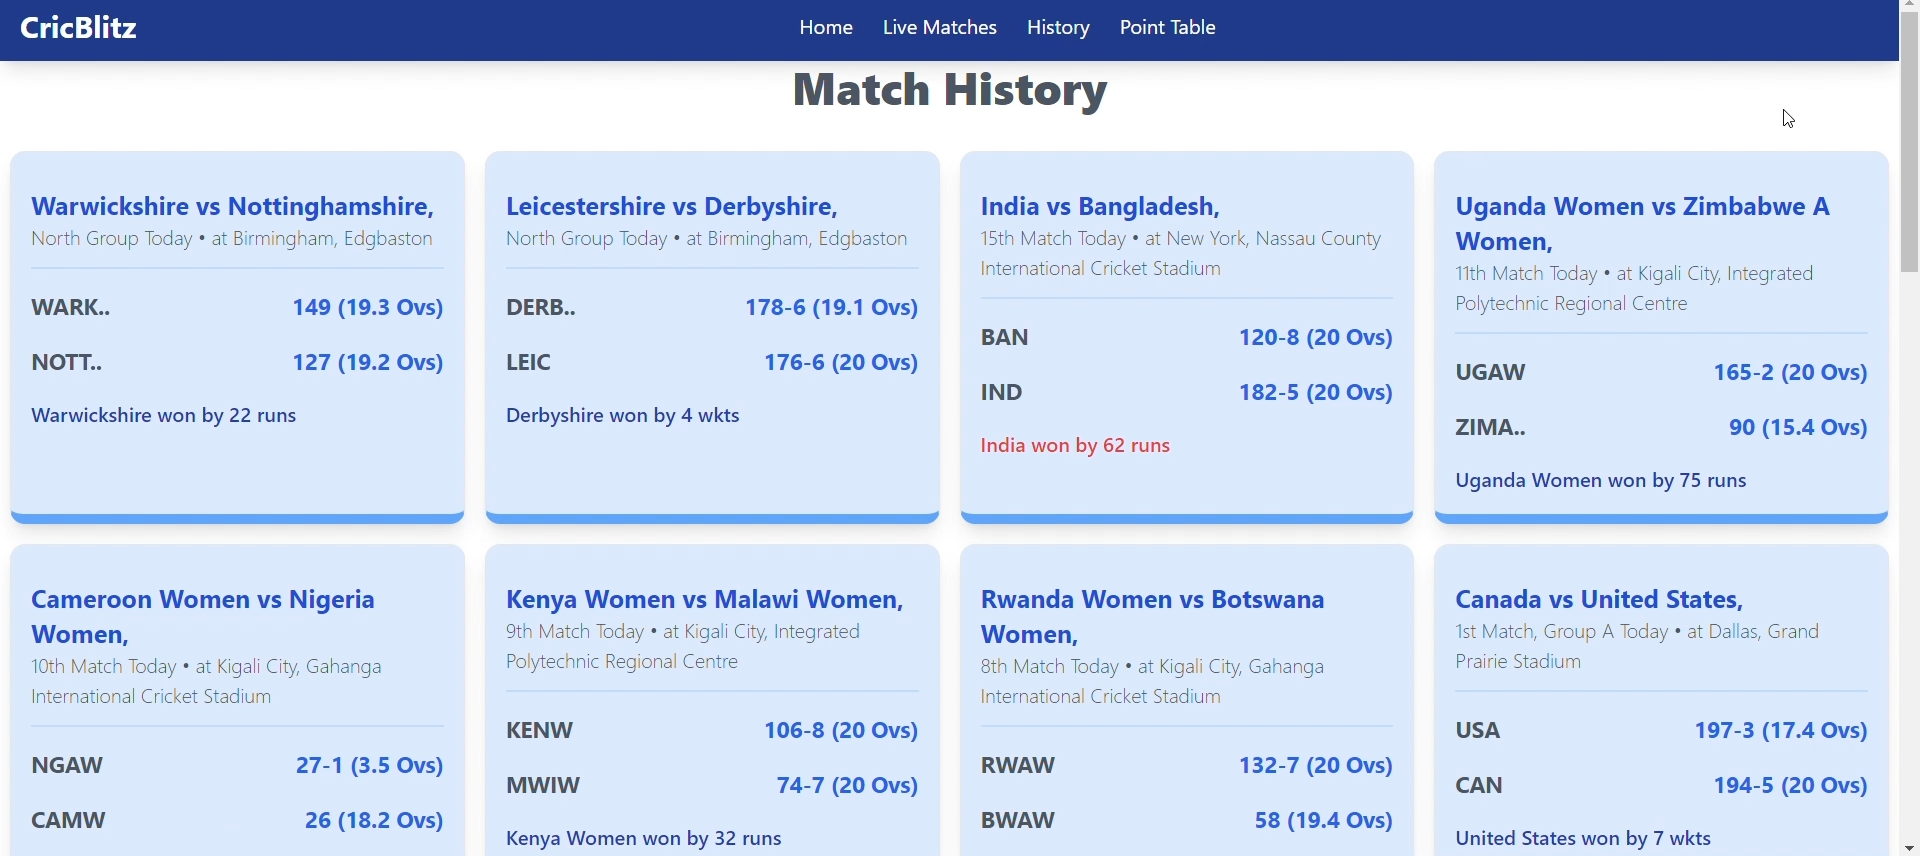 CricBlitz
Home Live Matches History Point Table
Match History
Warwickshire vs Nottinghamshire,
North Group Today • at Birmingham, Edgbaston
WARK.. 149 (19.3 Ovs)
NOTT.. 127 (19.2 Ovs)
Warwickshire won by 22 runs
Leicestershire vs Derbyshire,
North Group Today • at Birmingham, Edgbaston
DERB.. 178-6 (19.1 Ovs)
LEIC 176-6 (20 Ovs)
Derbyshire won by 4 wkts
India vs Bangladesh,
15th Match Today • at New York, Nassau County
International Cricket Stadium
BAN 120-8 (20 Ovs)
IND 182-5 (20 Ovs)
India won by 62 runs
Uganda Women vs Zimbabwe A
Women,
11th Match Today • at Kigali City, Integrated
Polytechnic Regional Centre
UGAW 165-2 (20 Ovs)
ZIMA.. 90 (15.4 Ovs)
Uganda Women won by 75 runs
Cameroon Women vs Nigeria
Women,
10th Match Today • at Kigali City, Gahanga
International Cricket Stadium
NGAW 27-1 (3.5 Ovs)
CAMW 26 (18.2 Ovs)
Kenya Women vs Malawi Women,
9th Match Today • at Kigali City, Integrated
Polytechnic Regional Centre
KENW 106-8 (20 Ovs)
MWIW 74-7 (20 Ovs)
Kenya Women won by 32 runs
Rwanda Women vs Botswana
Women,
8th Match Today • at Kigali City, Gahanga
International Cricket Stadium
RWAW 132-7 (20 Ovs)
BWAW 58 (19.4 Ovs)
Canada vs United States,
1st Match, Group A Today • at Dallas, Grand
Prairie Stadium
USA 197-3 (17.4 Ovs)
CAN 194-5 (20 Ovs)
United States won by 7 wkts